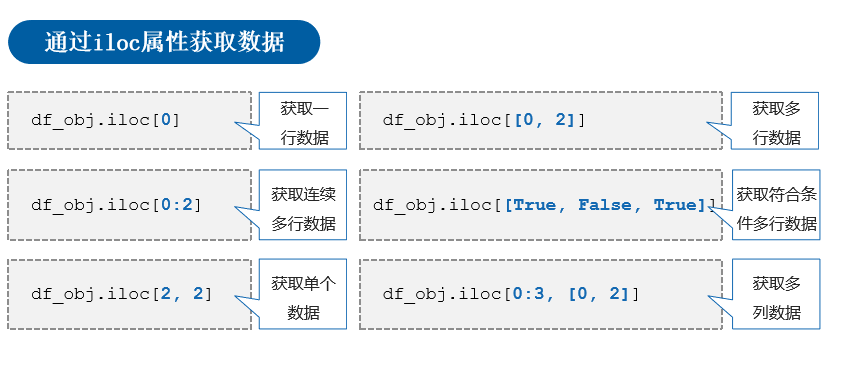 通过iloc属性获取数据
df_obj.iloc[0]
获取一
行数据
df_obj.iloc[[0, 2]]
获取多
行数据
df_obj.iloc[0:2]
获取连续
多行数据
df_obj.iloc[[True, False, True]]
获取符合条
件多行数据
df_obj.iloc[2, 2]
获取单个
数据
df_obj.iloc[0:3, [0, 2]]
获取多
列数据